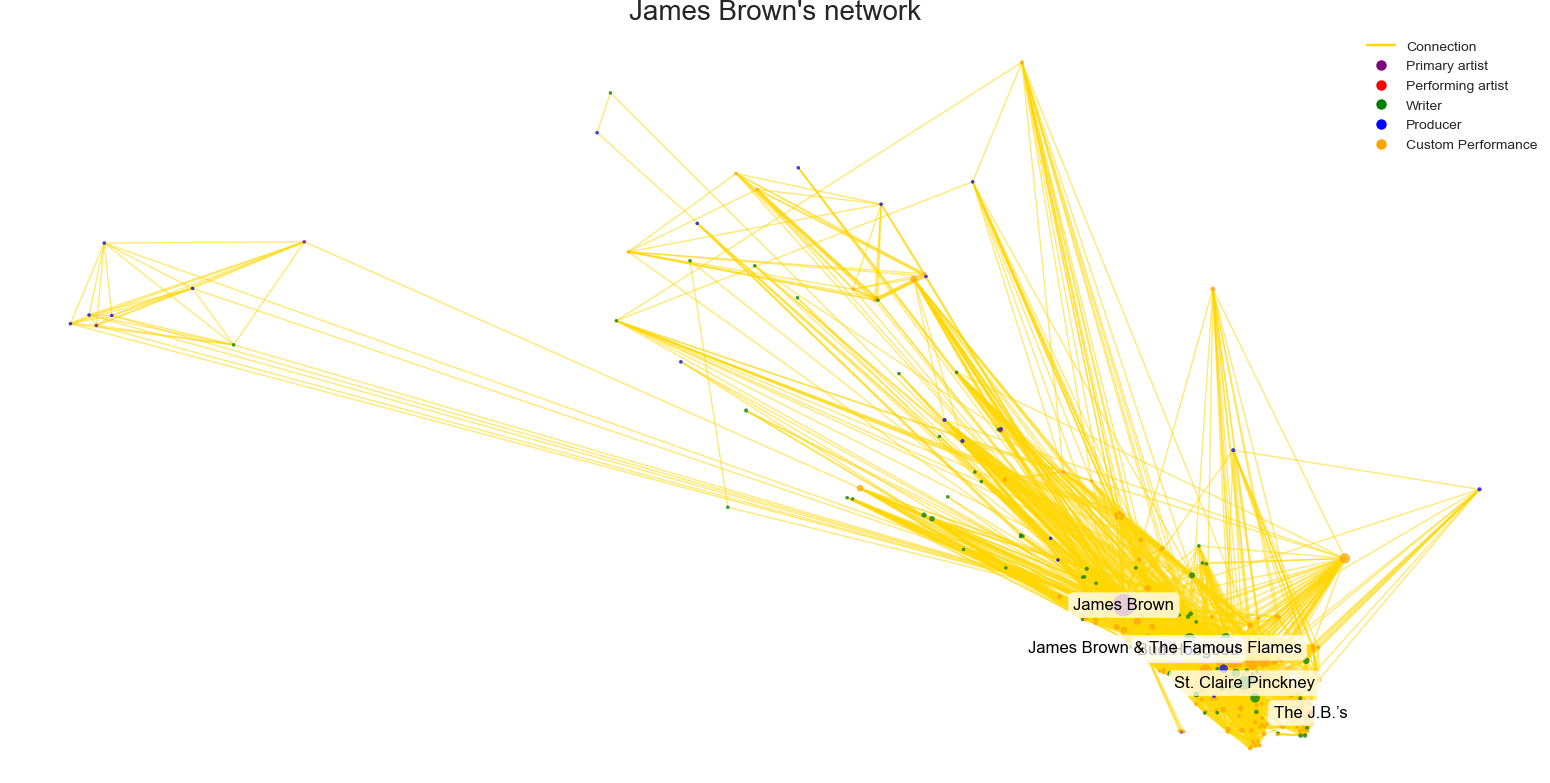 James Brown's network
Connection
Primary artist
Performing artist
Writer
Producer
Custom Performance
James Brown
James Brown & The Famous Flames
St. Claire Pinckney
The J.B.’s